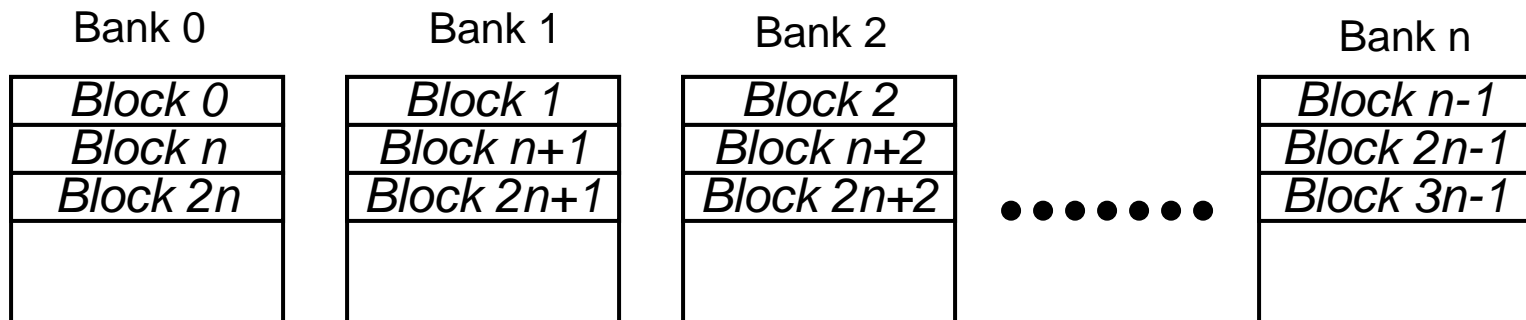 Bank 0 Bank 1 Bank 2 Bank n
Block 0 Block 1 Block 2 Block n-1
Block n Block n+1 Block n+2 Block 2n-1
Block 2n Block 2n+1 Block 2n+2 Block 3n-1